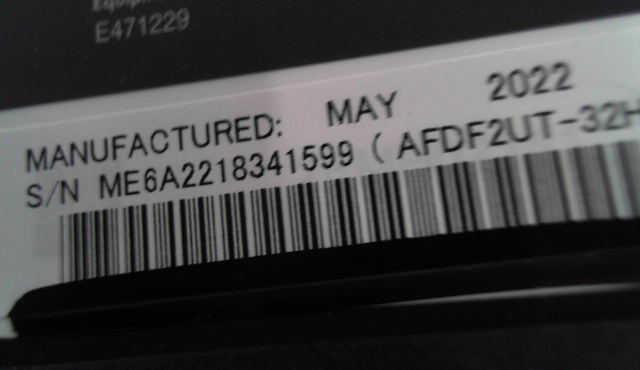 E471229
MANUFACTURED: MAY 2022
S/N ME6A2218341599 ( AFDF2UT-32H